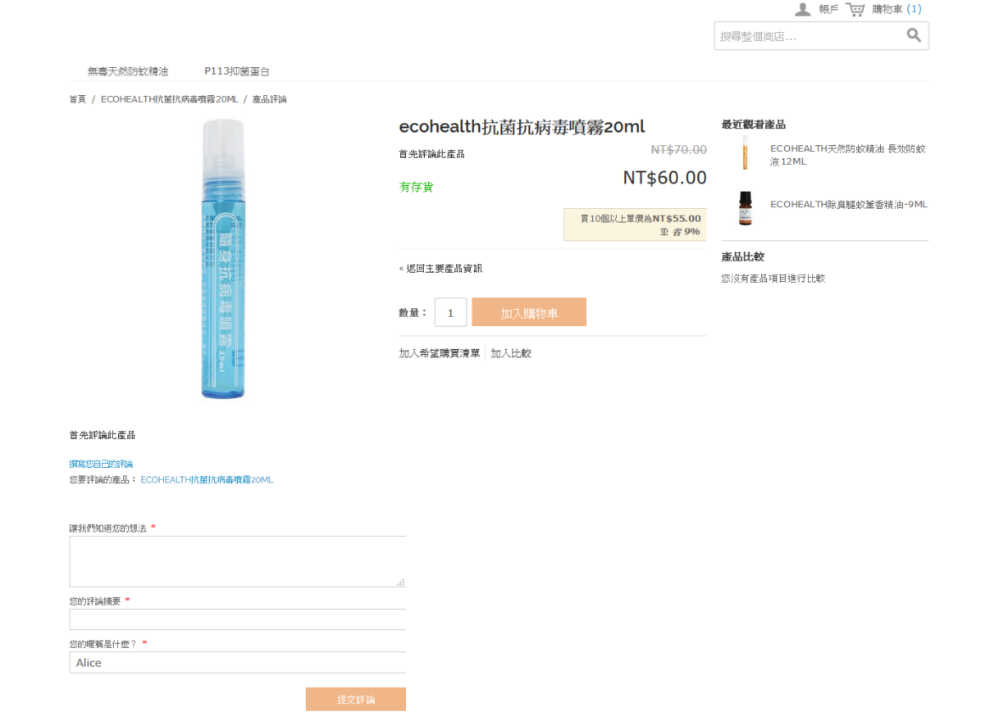 帳戶 購物車 (1)
搜尋整個商店...
無毒天然防蚊精油 P113抑菌蛋白
首頁 / ECOHEALTH抗菌抗病毒噴霧20ML / 產品評論
ecohealth抗菌抗病毒噴霧20ml
首先評論此產品
NT$70.00
NT$60.00
有存貨
買10個以上單價為NT$55.00
並 省 9%
« 返回主要產品資訊
數量： 1 加入購物車
加入希望購買清單 加入比較
最近觀看產品
ECOHEALTH天然防蚊精油 長效防蚊
液12ML
ECOHEALTH除臭驅蚊薰香精油-9ML
產品比較
您沒有產品項目進行比較
隨身抗病毒噴霧 20ml
首先評論此產品
撰寫您自己的評論
您要評論的產品： ECOHEALTH抗菌抗病毒噴霧20ML
讓我們知道您的想法 *
您的評論摘要 *
您的暱稱是什麼？ *
Alice
提交評論